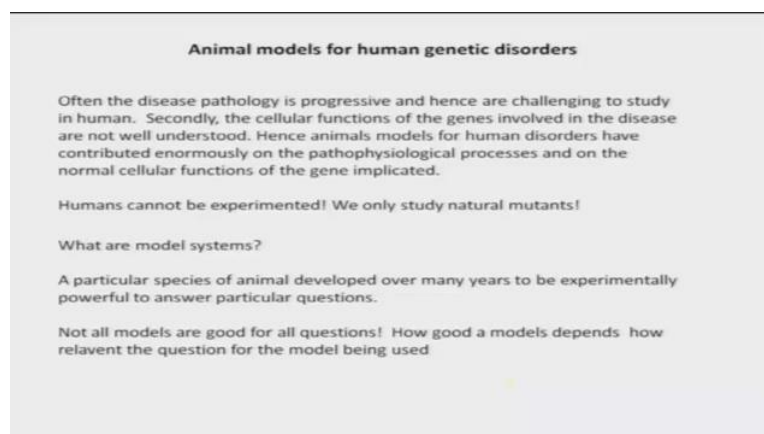 Animal models for human genetic disorders
Often the disease pathology is progressive and hence are challenging to study
in human. Secondly, the cellular functions of the genes involved in the disease
are not well understood. Hence animals models for human disorders have
contributed enormously on the pathophysiological processes and on the
normal cellular functions of the gene implicated.
Humans cannot be experimented! We only study natural mutants!
What are model systems?
A particular species of animal developed over many years to be experimentally
powerful to answer particular questions.
Not all models are good for all questions! How good a models depends how
relavent the question for the model being used